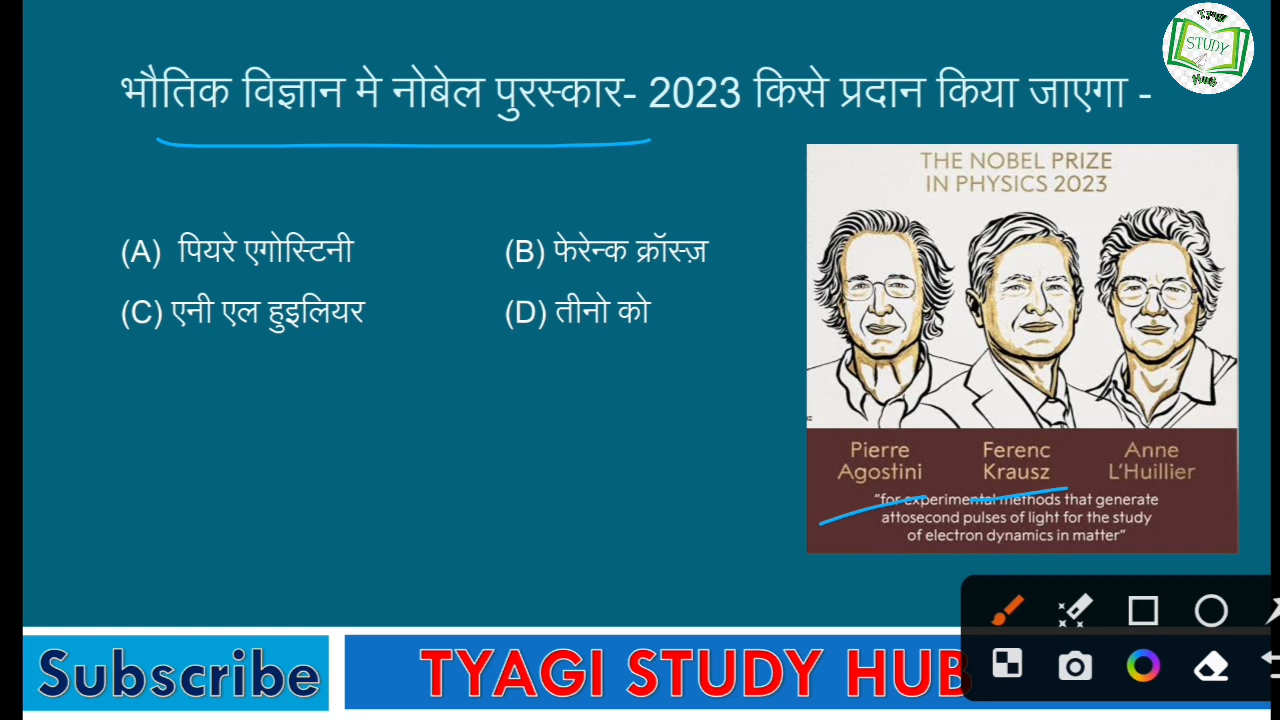 STUDY
भौतिक विज्ञान मे नोबेल पुरस्कार- 2023 किसे प्रदान किया जाएगा -
(A) पियरे एगोस्टिनी
(B) फेरेन्क क्रॉस्ज़
(C) एनी एल हुइलियर
(D) तीनो को
THE NOBEL PRIZE
IN PHYSICS 2023
Pierre
Agostini
Ferenc
Krausz
Anne
L'Huillier
"for experimental methods that generate
attosecond pulses of light for the study
of electron dynamics in matter"
Subscribe
TYAGI STUDY HUB